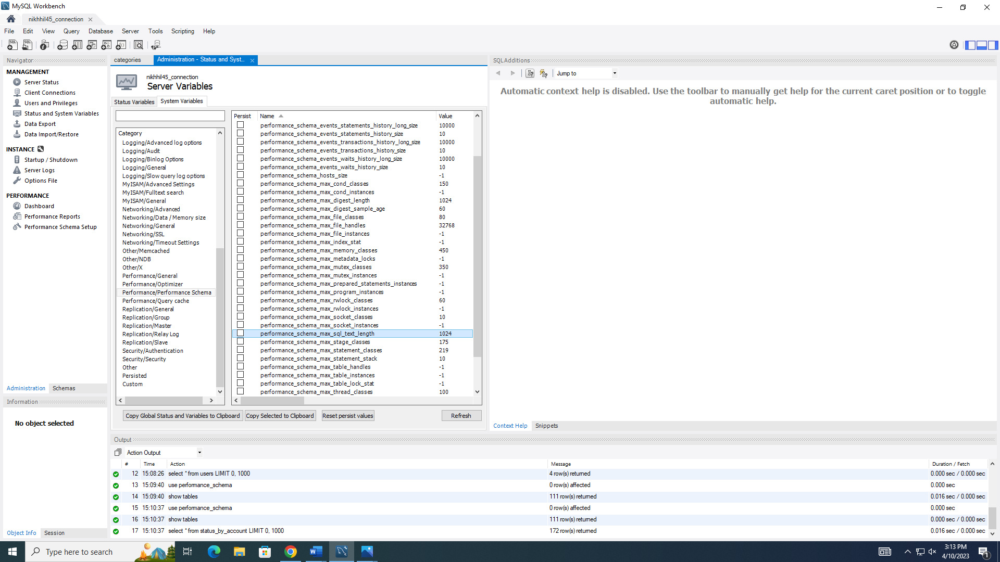 MySQL Workbench
nikhhil45_connection
File Edit View Query Database Server Tools Scripting Help
Navigator
MANAGEMENT
Server Status
Client Connections
Users and Privileges
Status and System Variables
Data Export
Data Import/Restore
INSTANCE
Startup / Shutdown
Server Logs
Options File
PERFORMANCE
Dashboard
Performance Reports
Performance Schema Setup
Administration Schemas
Information
No object selected
Object Info Session
categories Administration - Status and Syst...
nikhhil45_connection
Server Variables
Status Variables System Variables
Category
Logging/Advanced log options
Logging/Audit
Logging/Binlog Options
Logging/General
Logging/Slow query log options
MyISAM/Advanced Settings
MyISAM/Fulltext search
MyISAM/General
Networking/Advanced
Networking/Data / Memory size
Networking/General
Networking/SSL
Networking/Timeout Settings
Other/Memcached
Other/NDB
Other/X
Performance/General
Performance/Optimizer
Performance/Performance Schema
Performance/Query cache
Replication/General
Replication/Group
Replication/Master
Replication/Relay Log
Replication/Slave
Security/Authentication
Security/Security
Other
Persisted
Custom
Persist Name Value
performance_schema_events_statements_history_long_size 10000
performance_schema_events_statements_history_size 10
performance_schema_events_transactions_history_long_size 10000
performance_schema_events_transactions_history_size 10
performance_schema_events_waits_history_long_size 10000
performance_schema_events_waits_history_size 10
performance_schema_hosts_size -1
performance_schema_max_cond_classes 150
performance_schema_max_cond_instances -1
performance_schema_max_digest_length 1024
performance_schema_max_digest_sample_age 60
performance_schema_max_file_classes 80
performance_schema_max_file_handles 32768
performance_schema_max_file_instances -1
performance_schema_max_index_stat -1
performance_schema_max_memory_classes 450
performance_schema_max_metadata_locks -1
performance_schema_max_mutex_classes 350
performance_schema_max_mutex_instances -1
performance_schema_max_prepared_statements_instances -1
performance_schema_max_program_instances -1
performance_schema_max_rwlock_classes 60
performance_schema_max_rwlock_instances -1
performance_schema_max_socket_classes 10
performance_schema_max_socket_instances -1
performance_schema_max_sql_text_length 1024
performance_schema_max_stage_classes 175
performance_schema_max_statement_classes 219
performance_schema_max_statement_stack 10
performance_schema_max_table_handles -1
performance_schema_max_table_instances -1
performance_schema_max_table_lock_stat -1
performance_schema_max_thread_classes 100
Copy Global Status and Variables to Clipboard Copy Selected to Clipboard Reset persist values Refresh
SQLAdditions
Jump to
Automatic context help is disabled. Use the toolbar to manually get help for the current caret position or to toggle
automatic help.
Context Help Snippets
Output
Action Output
# Time Action Message Duration / Fetch
12 15:08:26 select * from users LIMIT 0, 1000 4 row(s) returned 0.000 sec / 0.000 sec
13 15:09:40 use performance_schema 0 row(s) affected 0.000 sec
14 15:09:40 show tables 111 row(s) returned 0.016 sec / 0.000 sec
15 15:10:37 use performance_schema 0 row(s) affected 0.000 sec
16 15:10:37 show tables 111 row(s) returned 0.000 sec / 0.000 sec
17 15:10:37 select * from status_by_account LIMIT 0, 1000 172 row(s) returned 0.016 sec / 0.000 sec
Type here to search
3:13 PM
4/10/2023
1